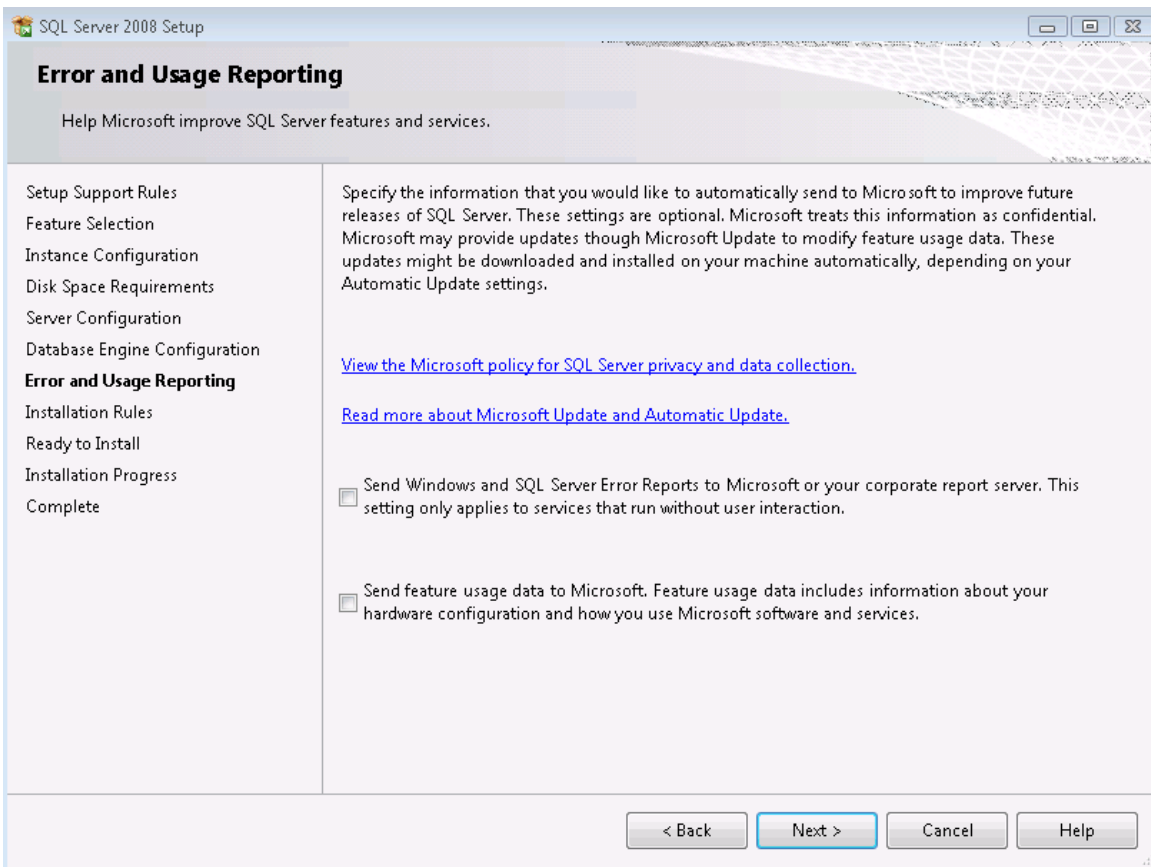 SQL Server 2008 Setup
Error and Usage Reporting
Help Microsoft improve SQL Server features and services.
Setup Support Rules
Feature Selection
Instance Configuration
Disk Space Requirements
Server Configuration
Database Engine Configuration
Error and Usage Reporting
Installation Rules
Ready to Install
Installation Progress
Complete
Specify the information that you would like to automatically send to Microsoft to improve future
releases of SQL Server. These settings are optional. Microsoft treats this information as confidential.
Microsoft may provide updates though Microsoft Update to modify feature usage data. These
updates might be downloaded and installed on your machine automatically, depending on your
Automatic Update settings.
View the Microsoft policy for SQL Server privacy and data collection.
Read more about Microsoft Update and Automatic Update.
Send Windows and SQL Server Error Reports to Microsoft or your corporate report server. This
setting only applies to services that run without user interaction.
Send feature usage data to Microsoft. Feature usage data includes information about your
hardware configuration and how you use Microsoft software and services.
< Back Next > Cancel Help